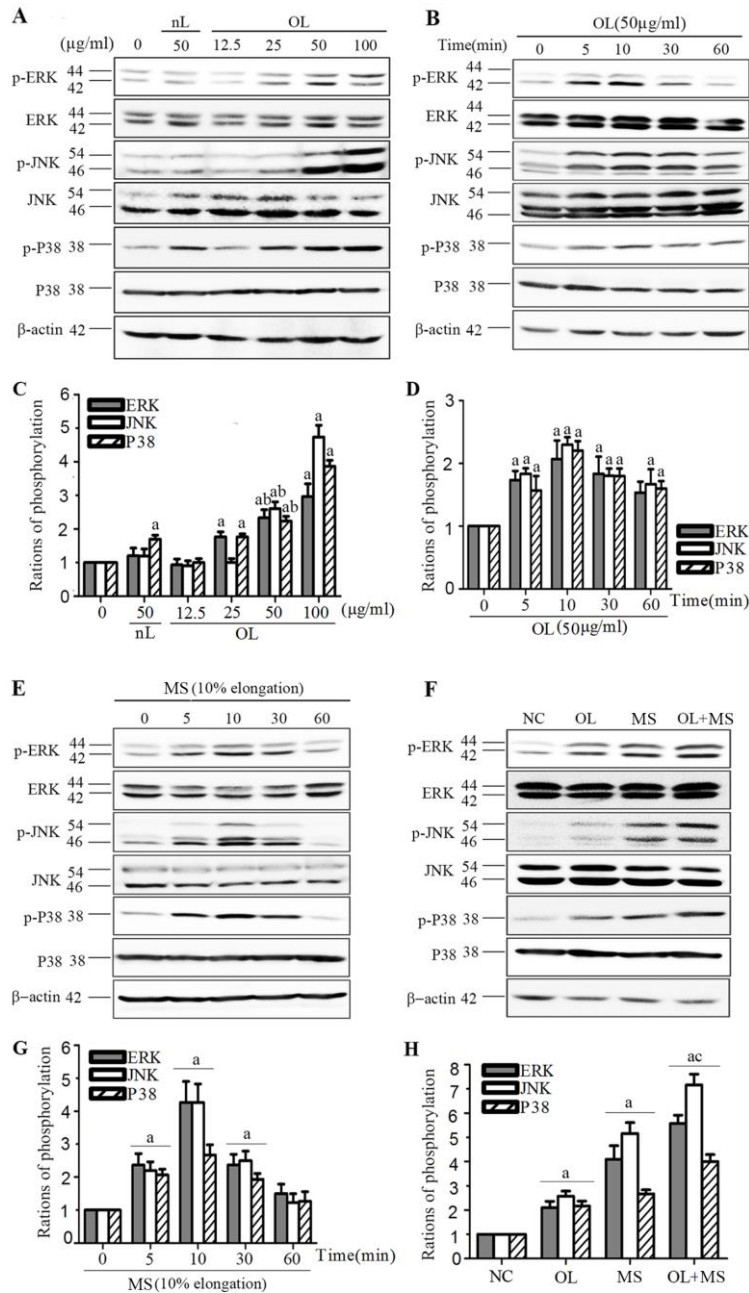 A
nL OL
(μg/ml) 0 50 12.5 25 50 100
p-ERK 44
42
ERK 44
42
p-JNK 54
46
JNK 54
46
p-P38 38
P38 38
β-actin 42
B
OL(50μg/ml)
Time(min) 0 5 10 30 60
p-ERK 44
42
ERK 44
42
p-JNK 54
46
JNK 54
46
p-P38 38
P38 38
β-actin 42
C
Rations of phosphorylation
6
5
4
3
2
1
0
ERK
JNK
P38
a a a ab ab ab a a a
0 50 12.5 25 50 100 (μg/ml)
nL OL
D
Rations of phosphorylation
3
2
1
0
a a a a a a a a a a a a
ERK
JNK
P38
0 5 10 30 60 Time(min)
OL(50μg/ml)
E
MS(10% elongation)
0 5 10 30 60
p-ERK 44
42
ERK 44
42
p-JNK 54
46
JNK 54
46
p-P38 38
P38 38
β-actin 42
F
NC OL MS OL+MS
p-ERK 44
42
ERK 44
42
p-JNK 54
46
JNK 54
46
p-P38 38
P38 38
β-actin 42
G
Rations of phosphorylation
6
5
4
3
2
1
0
ERK
JNK
P38
a a a
0 5 10 30 60 Time(min)
MS(10% elongation)
H
Rations of phosphorylation
8
7
6
5
4
3
2
1
0
ERK
JNK
P38
a a ac
NC OL MS OL+MS